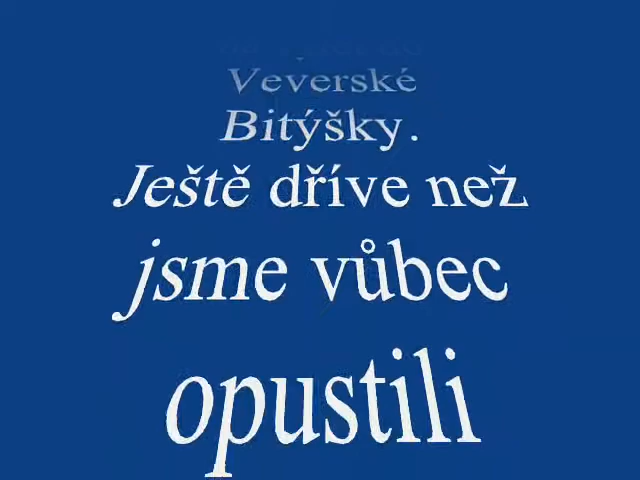 Veverské
Bitýšky.
Ještě dříve než
jsme vůbec
opustili